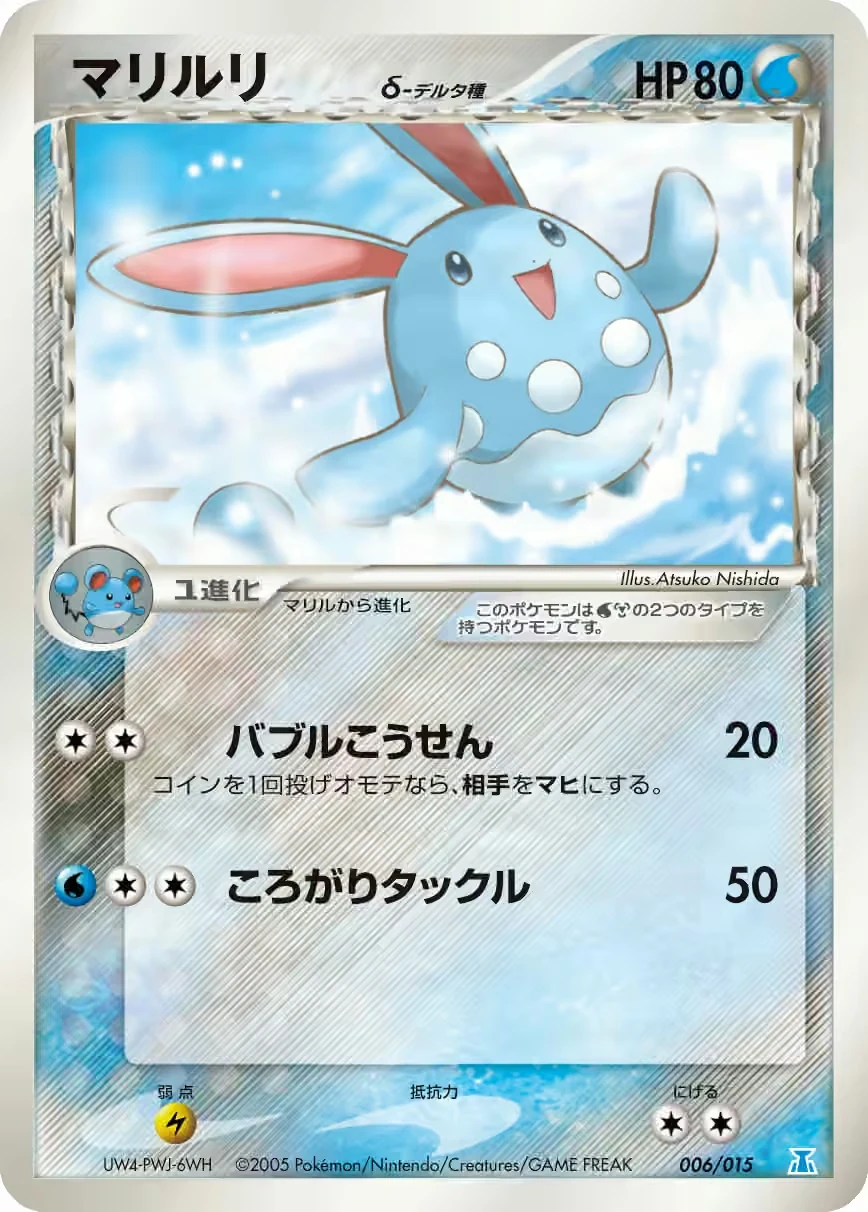 マリルリ δ-デルタ種 HP80
Illus.Atsuko Nishida
1進化 マリルから進化
このポケモンはの2つのタイプを
持つポケモンです。
バブルこうせん 20
コインを1回投げオモテなら、相手をマヒにする。
ころがりタックル 50
弱点 抵抗力 にげる
UW4-PWJ-6WH ©2005 Pokémon/Nintendo/Creatures/GAME FREAK 006/015